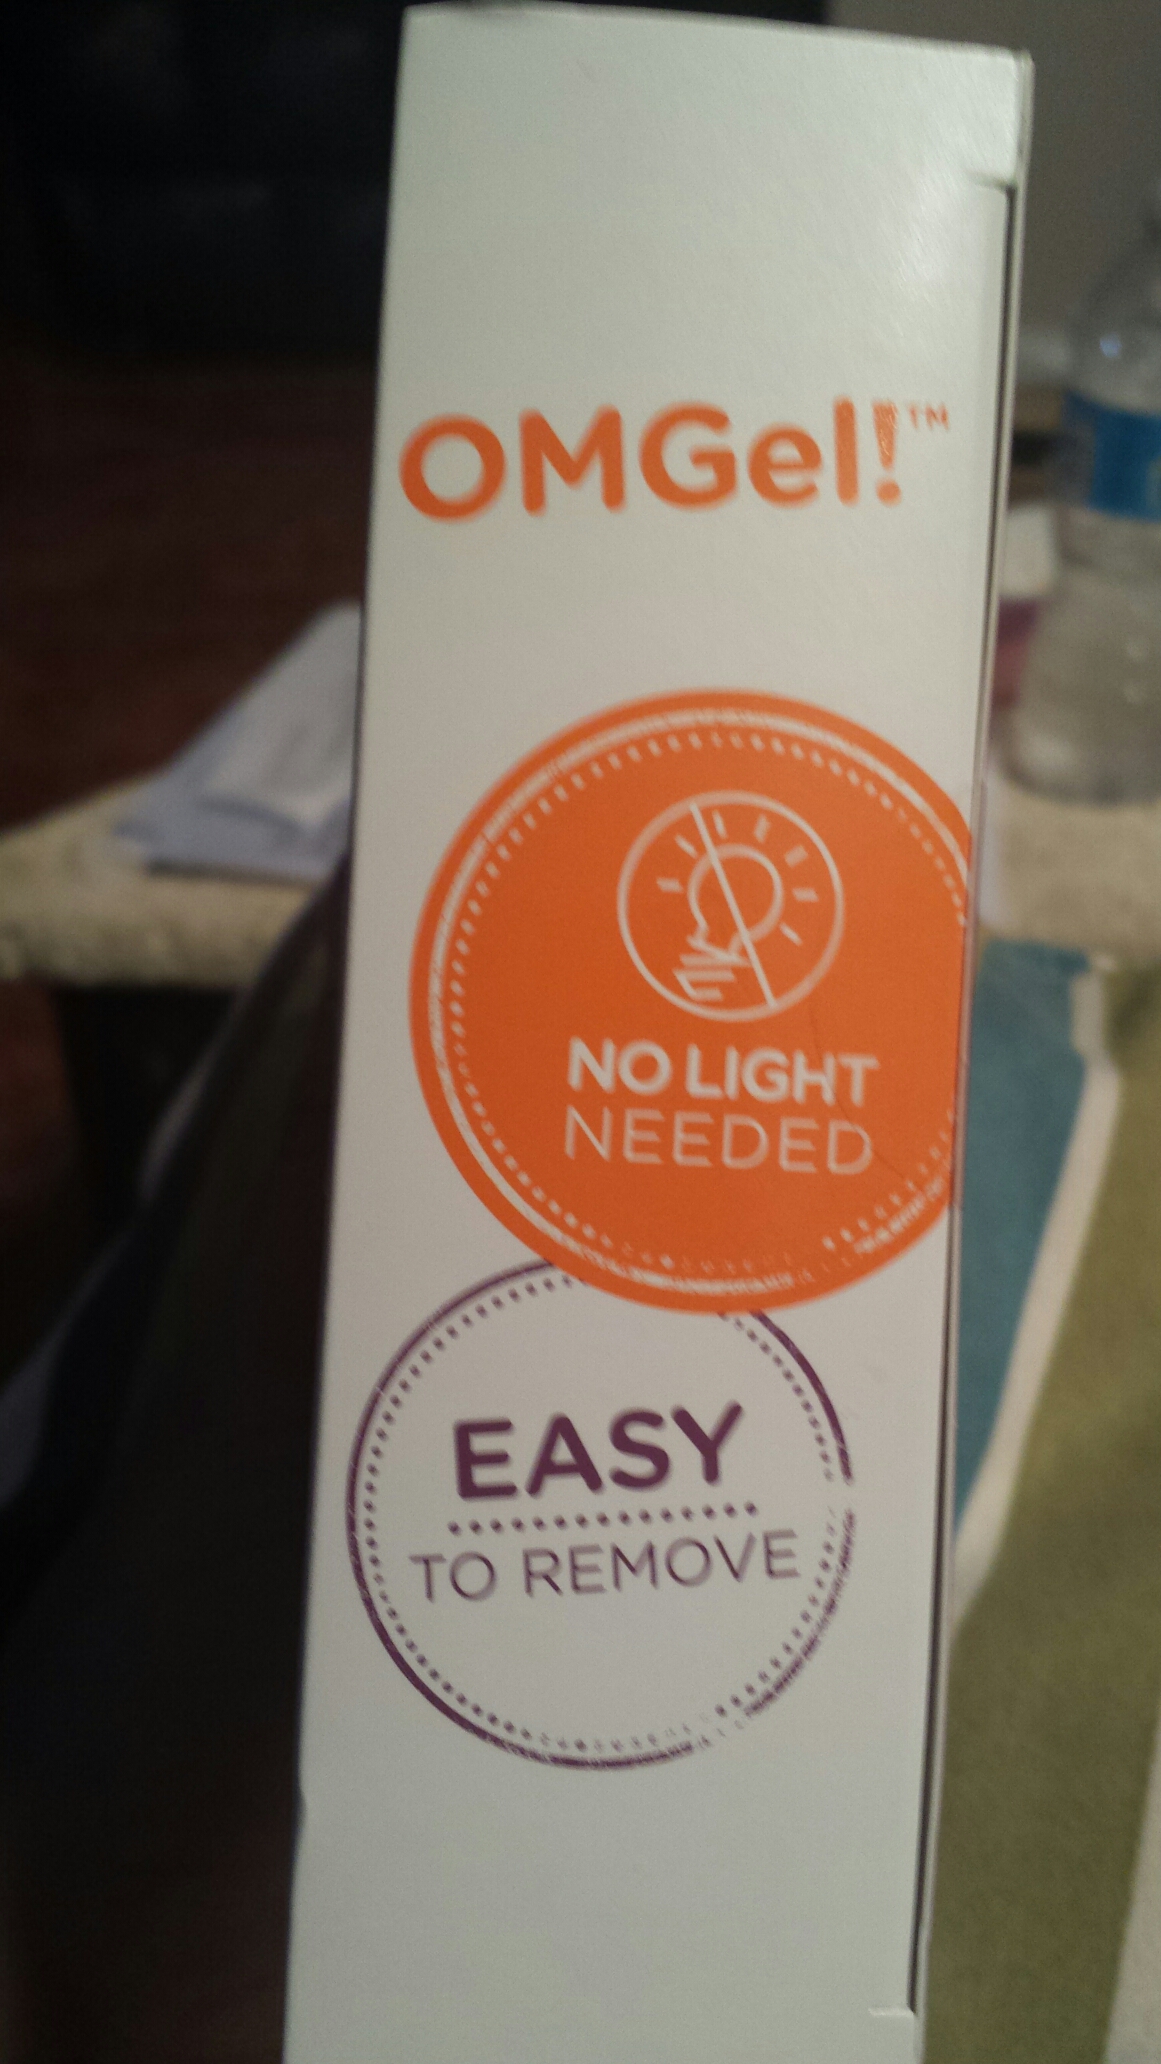 OMGel!™
NO LIGHT
NEEDED
EASY
TO REMOVE